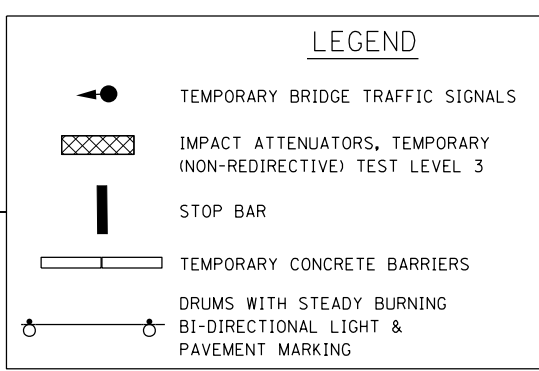 LEGEND
TEMPORARY BRIDGE TRAFFIC SIGNALS
IMPACT ATTENUATORS, TEMPORARY
(NON-REDIRECTIVE) TEST LEVEL 3
STOP BAR
TEMPORARY CONCRETE BARRIERS
DRUMS WITH STEADY BURNING
BI-DIRECTIONAL LIGHT &
PAVEMENT MARKING